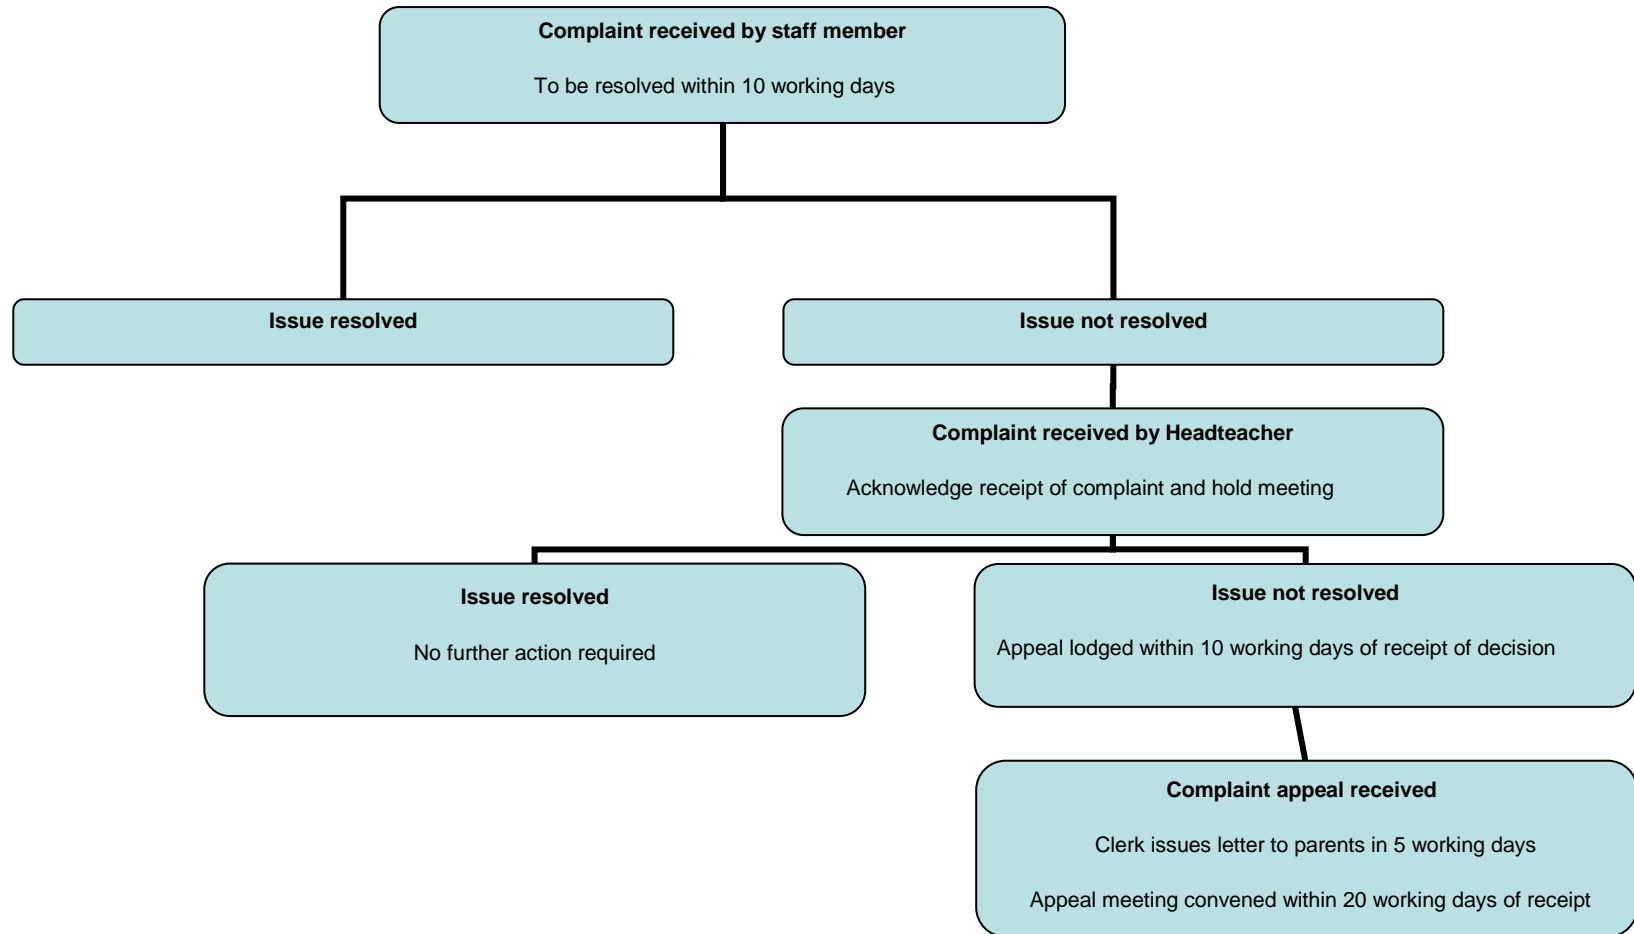 Complaint received by staff member
To be resolved within 10 working days
Issue resolved
Issue not resolved
Complaint received by Headteacher
Acknowledge receipt of complaint and hold meeting
Issue resolved
No further action required
Issue not resolved
Appeal lodged within 10 working days of receipt of decision
Complaint appeal received
Clerk issues letter to parents in 5 working days
Appeal meeting convened within 20 working days of receipt